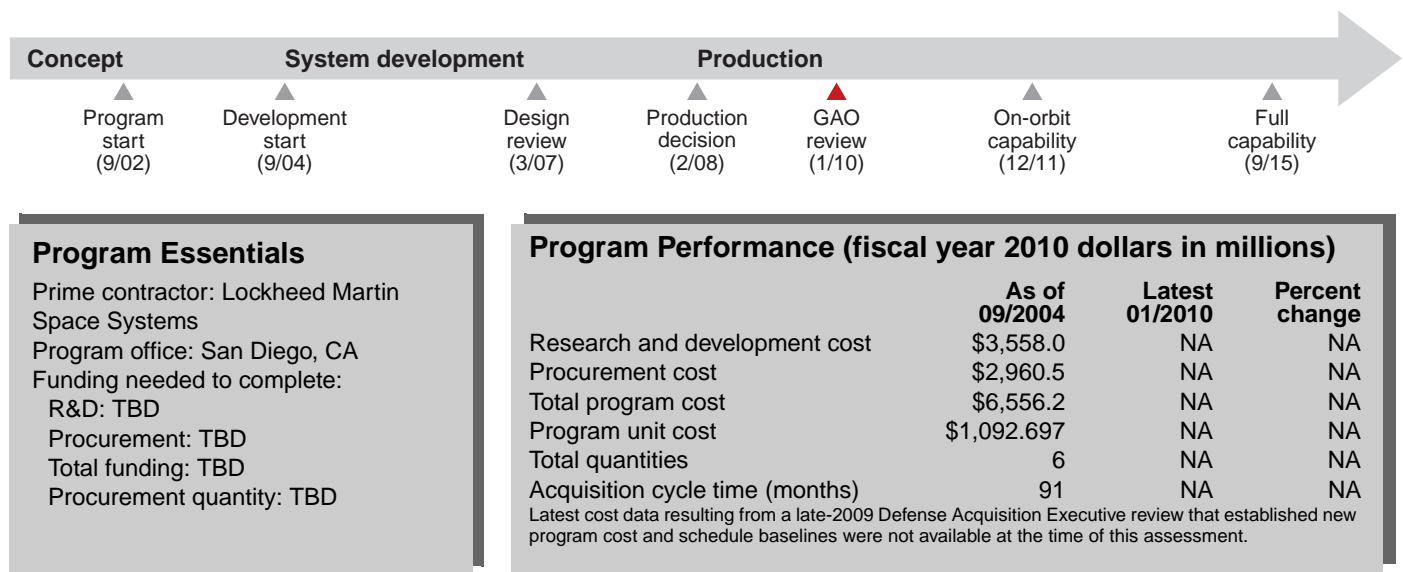 Concept System development Production
Program start (9/02)
Development start (9/04)
Design review (3/07)
Production decision (2/08)
GAO review (1/10)
On-orbit capability (12/11)
Full capability (9/15)
Program Essentials
Prime contractor: Lockheed Martin
Space Systems
Program office: San Diego, CA
Funding needed to complete:
R&D: TBD
Procurement: TBD
Total funding: TBD
Procurement quantity: TBD
Program Performance (fiscal year 2010 dollars in millions)
As of 09/2004 Latest 01/2010 Percent change
Research and development cost $3,558.0 NA NA
Procurement cost $2,960.5 NA NA
Total program cost $6,556.2 NA NA
Program unit cost $1,092.697 NA NA
Total quantities 6 NA NA
Acquisition cycle time (months) 91 NA NA
Latest cost data resulting from a late-2009 Defense Acquisition Executive review that established new
program cost and schedule baselines were not available at the time of this assessment.